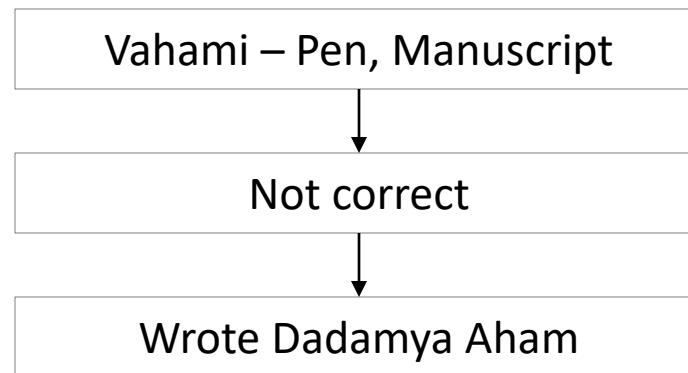 Vahami – Pen, Manuscript
Not correct
Wrote Dadamya Aham